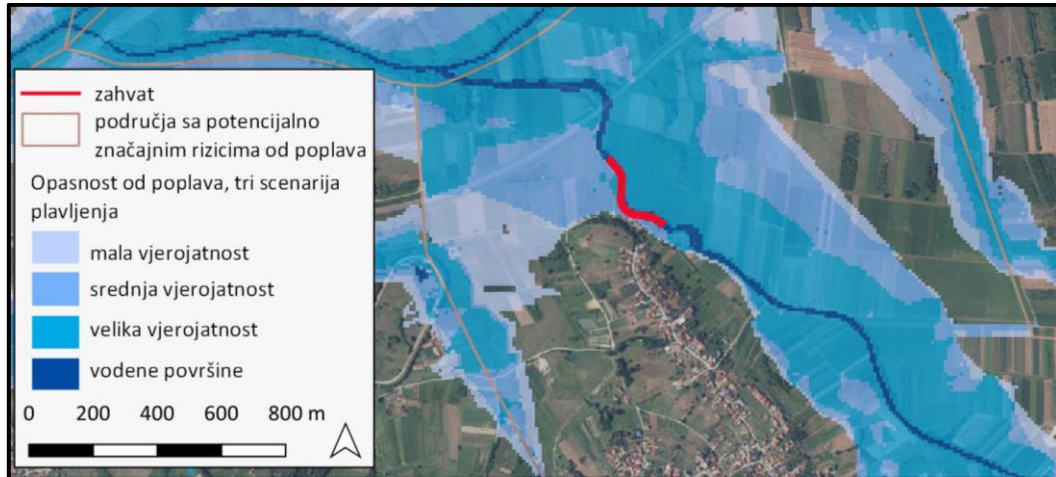 zahvat
područja sa potencijalno
značajnim rizicima od poplava
Opasnost od poplava, tri scenarija
plavljenja
mala vjerojatnost
srednja vjerojatnost
velika vjerojatnost
vodene površine
0 200 400 600 800 m